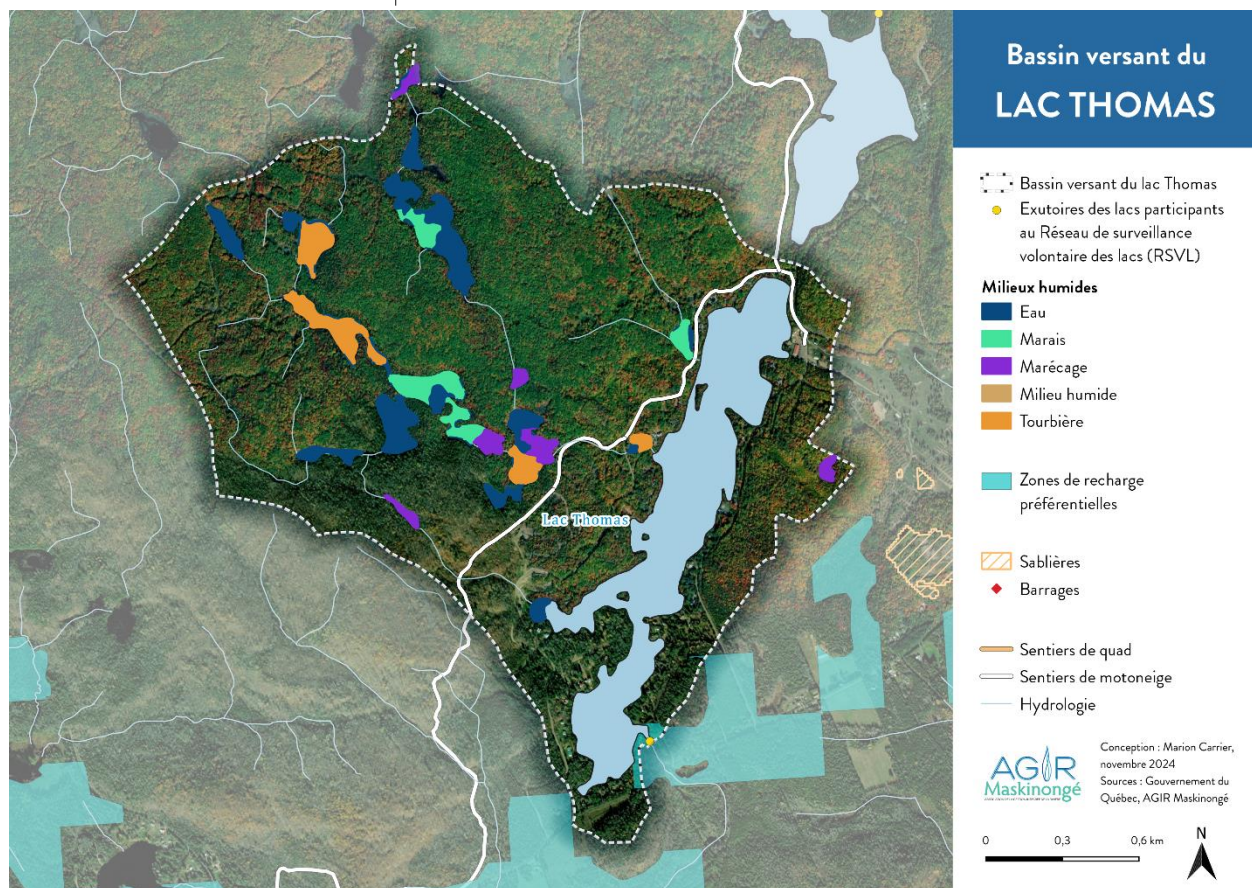 Bassin versant du
LAC THOMAS
Bassin versant du lac Thomas
Exutoires des lacs participants
au Réseau de surveillance
volontaire des lacs (RSVL)
Milieux humides
Eau
Marais
Marécage
Milieu humide
Tourbière
Zones de recharge
préférentielles
Sablières
Barrages
Sentiers de quad
Sentiers de motoneige
Hydrologie
Lac Thomas
AGIR
Maskinongé
Conception : Marion Carrier,
novembre 2024
Sources : Gouvernement du
Québec, AGIR Maskinongé
0 0,3 0,6 km
N